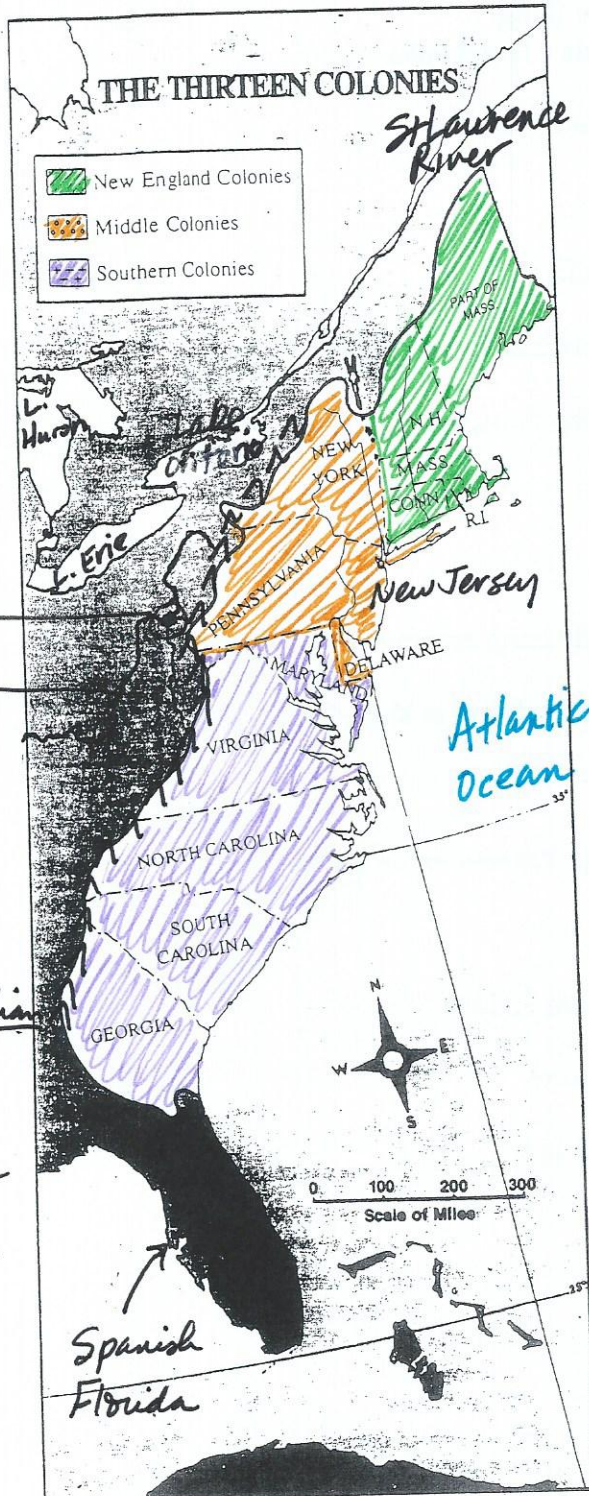 THE THIRTEEN COLONIES
St Lawrence
River
New England Colonies
Middle Colonies
Southern Colonies
PART OF
MASS.
L.
Huron
Lake
N.H.
NEW
YORK
MASS.
CONN.
R.I.
L. Erie
PENNSYLVANIA
New Jersey
MARYLAND
DELAWARE
VIRGINIA
Atlantic
Ocean
35°
NORTH CAROLINA
SOUTH
CAROLINA
GEORGIA
N
W
E
S
0 100 200 300
Scale of Miles
25°
Spanish
Florida